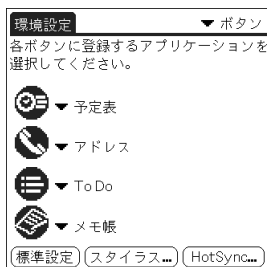 環境設定 ▼ ボタン
各ボタンに登録するアプリケーションを
選択してください。
▼ 予定表
▼ アドレス
▼ To Do
▼ メモ帳
標準設定 スタイラス... HotSync...